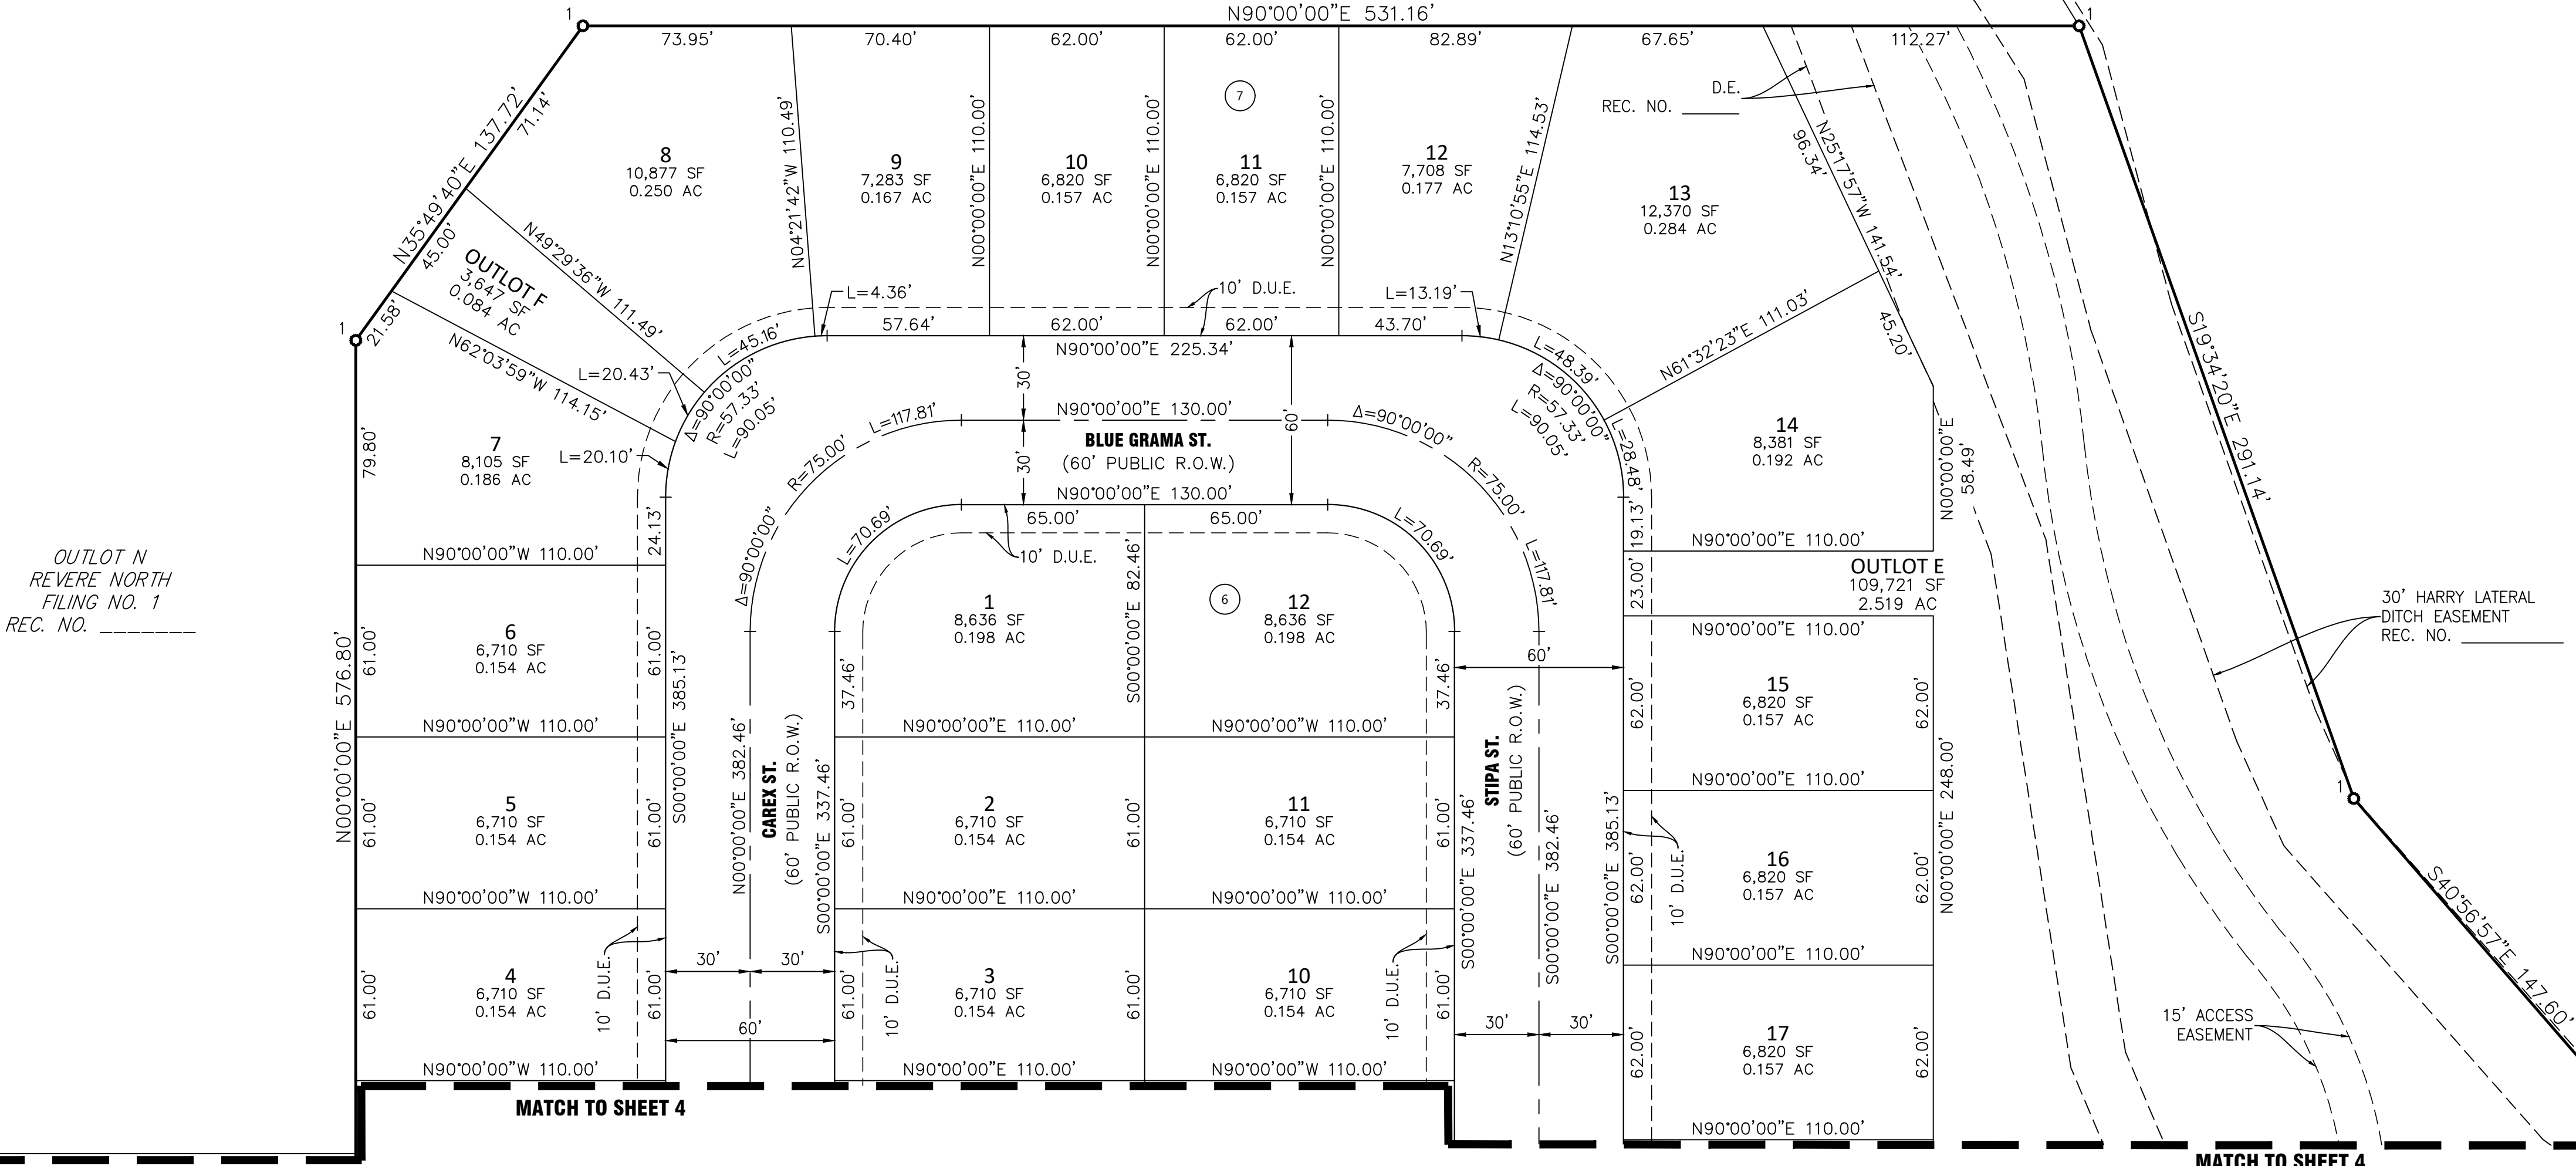 1
N90°00'00"E 531.16'
1
73.95'
70.40'
62.00'
62.00'
82.89'
67.65'
112.27'
N35°49'40"E 137.72'
71.14'
45.00'
21.58'
1
8
10,877 SF
0.250 AC
N04°21'42"W 110.49'
9
7,283 SF
0.167 AC
N00°00'00"E 110.00'
10
6,820 SF
0.157 AC
N00°00'00"E 110.00'
7
11
6,820 SF
0.157 AC
N00°00'00"E 110.00'
12
7,708 SF
0.177 AC
N13°10'55"E 114.53'
D.E.
REC. NO. ______
13
12,370 SF
0.284 AC
N25°17'57"W 141.54'
96.34'
45.20'
OUTLOT F
3,647 SF
0.084 AC
N49°29'36"W 111.49'
N62°03'59"W 114.15'
L=4.36'
10' D.U.E.
L=13.19'
57.64'
62.00'
62.00'
43.70'
N90°00'00"E 225.34'
L=45.16'
L=20.43'
L=20.10'
Δ=90°00'00"
R=57.33'
L=90.05'
L=48.39'
Δ=90°00'00"
R=57.33'
L=90.05'
L=28.48'
N61°32'23"E 111.03'
30'
30'
60'
L=117.81'
R=75.00'
Δ=90°00'00"
N90°00'00"E 130.00'
BLUE GRAMA ST.
(60' PUBLIC R.O.W.)
N90°00'00"E 130.00'
Δ=90°00'00"
R=75.00'
L=117.81'
7
8,105 SF
0.186 AC
79.80'
24.13'
N90°00'00"W 110.00'
14
8,381 SF
0.192 AC
19.13'
N00°00'00"E
58.49'
N90°00'00"E 110.00'
S19°34'20"E 291.14'
L=70.69'
65.00'
65.00'
L=70.69'
10' D.U.E.
S00°00'00"E 82.46'
OUTLOT N
REVERE NORTH
FILING NO. 1
REC. NO. _______
OUTLOT E
109,721 SF
2.519 AC
23.00'
30' HARRY LATERAL
DITCH EASEMENT
REC. NO. ___________
N00°00'00"E 576.80'
6
6,710 SF
0.154 AC
61.00'
61.00'
N90°00'00"W 110.00'
S00°00'00"E 385.13'
1
8,636 SF
0.198 AC
37.46'
N90°00'00"E 110.00'
6
12
8,636 SF
0.198 AC
37.46'
N90°00'00"W 110.00'
60'
N90°00'00"E 110.00'
15
6,820 SF
0.157 AC
62.00'
62.00'
N90°00'00"E 110.00'
N00°00'00"E 248.00'
5
6,710 SF
0.154 AC
61.00'
61.00'
N90°00'00"W 110.00'
N00°00'00"E 382.46'
CAREX ST.
(60' PUBLIC R.O.W.)
S00°00'00"E 337.46'
2
6,710 SF
0.154 AC
61.00'
61.00'
N90°00'00"E 110.00'
11
6,710 SF
0.154 AC
N90°00'00"W 110.00'
S00°00'00"E 337.46'
STIPA ST.
(60' PUBLIC R.O.W.)
S00°00'00"E 382.46'
S00°00'00"E 385.13'
10' D.U.E.
16
6,820 SF
0.157 AC
62.00'
62.00'
N90°00'00"E 110.00'
1
S40°56'57"E 147.60'
4
6,710 SF
0.154 AC
61.00'
61.00'
10' D.U.E.
N90°00'00"W 110.00'
30'
30'
60'
10' D.U.E.
3
6,710 SF
0.154 AC
61.00'
61.00'
N90°00'00"E 110.00'
10
6,710 SF
0.154 AC
61.00'
10' D.U.E.
N90°00'00"W 110.00'
30'
30'
17
6,820 SF
0.157 AC
62.00'
62.00'
N90°00'00"E 110.00'
15' ACCESS
EASEMENT
MATCH TO SHEET 4
MATCH TO SHEET 4